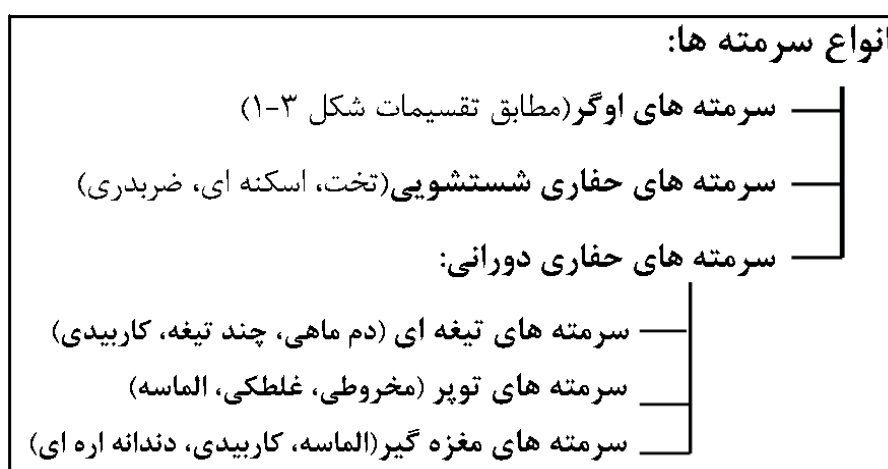 انواع سرمته ها:
سرمته های اوگر(مطابق تقسیمات شکل ۳-۱)
سرمته های حفاری شستشویی(تخت، اسکنه ای، ضربدری)
سرمته های حفاری دورانی:
سرمته های تیغه ای (دم ماهی، چند تیغه، کاربیدی)
سرمته های توپر (مخروطی، غلطکی، الماسه)
سرمته های مغزه گیر(الماسه، کاربیدی، دندانه اره ای)